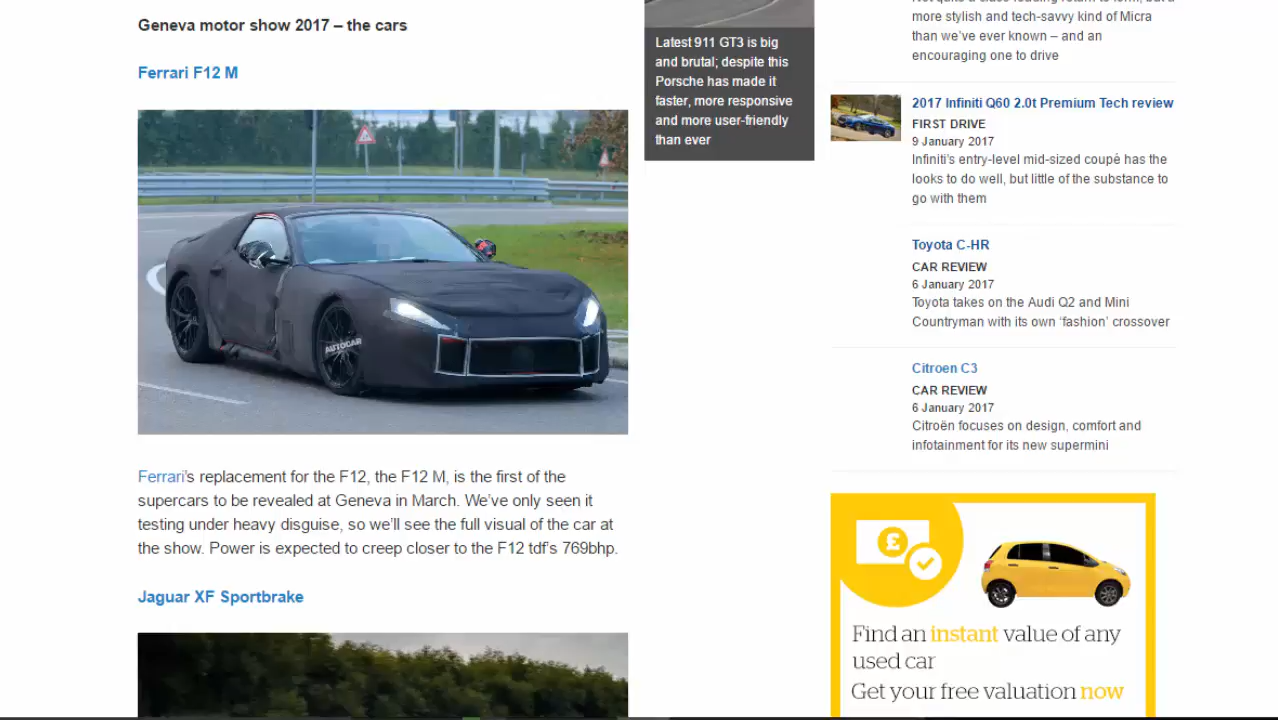 Geneva motor show 2017 – the cars
Ferrari F12 M
AUTOCAR
Ferrari's replacement for the F12, the F12 M, is the first of the
supercars to be revealed at Geneva in March. We've only seen it
testing under heavy disguise, so we'll see the full visual of the car at
the show. Power is expected to creep closer to the F12 tdf's 769bhp.
Jaguar XF Sportbrake
Latest 911 GT3 is big
and brutal; despite this
Porsche has made it
faster, more responsive
and more user-friendly
than ever
more stylish and tech-savvy kind of Micra
than we've ever known – and an
encouraging one to drive
2017 Infiniti Q60 2.0t Premium Tech review
FIRST DRIVE
9 January 2017
Infiniti's entry-level mid-sized coupé has the
looks to do well, but little of the substance to
go with them
Toyota C-HR
CAR REVIEW
6 January 2017
Toyota takes on the Audi Q2 and Mini
Countryman with its own 'fashion' crossover
Citroen C3
CAR REVIEW
6 January 2017
Citroën focuses on design, comfort and
infotainment for its new supermini
£
Find an instant value of any
used car
Get your free valuation now